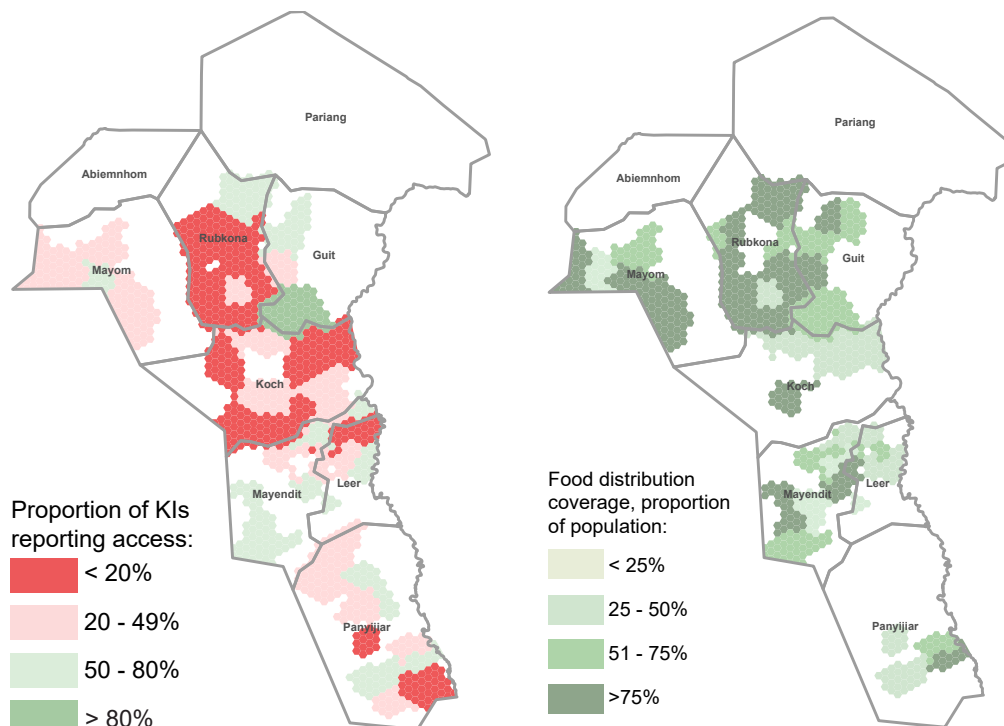 Pariang
Abiemnhom
Rubkona
Guit
Mayom
Koch
Mayendit
Leer
Panyijiar
Proportion of KIs
reporting access:
< 20%
20 - 49%
50 - 80%
> 80%
Pariang
Abiemnhom
Rubkona
Guit
Mayom
Koch
Mayendit
Leer
Panyijiar
Food distribution
coverage, proportion
of population:
< 25%
25 - 50%
51 - 75%
>75%